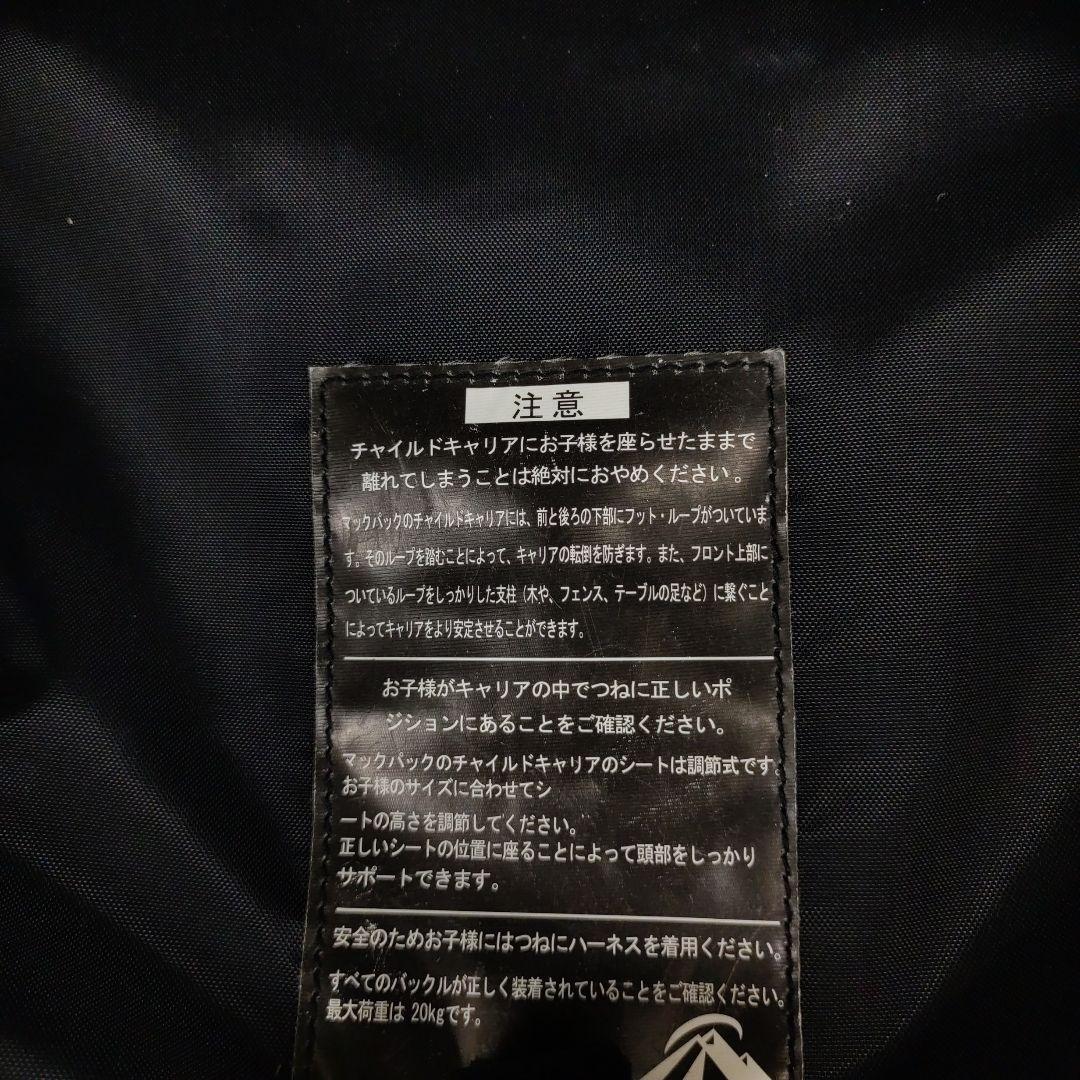 注意
チャイルドキャリアにお子様を座らせたままで
離れてしまうことは絶対におやめください。
マックパックのチャイルドキャリアには、前と後ろの下部にフット・ループがついていま
す。そのループを踏むことによって、キャリアの転倒を防ぎます。また、フロント上部に
ついているループをしっかりした支柱（木や、フェンス、テーブルの足など）に繋ぐこと
によってキャリアをより安定させることができます。
お子様がキャリアの中でつねに正しいポ
ジションにあることをご確認ください。
マックパックのチャイルドキャリアのシートは調節式です。
お子様のサイズに合わせてシ
ートの高さを調節してください。
正しいシートの位置に座ることによって頭部をしっかり
サポートできます。
安全のためお子様にはつねにハーネスを着用ください。
すべてのバックルが正しく装着されていることをご確認ください。
最大荷重は 20kgです。